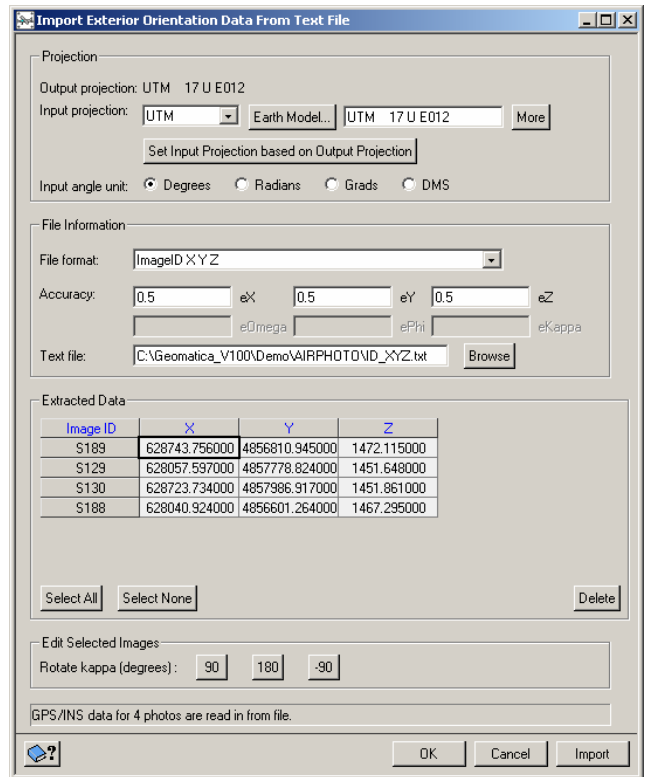 Import Exterior Orientation Data From Text File
Projection
Output projection: UTM 17 U E012
Input projection: UTM Earth Model... UTM 17 U E012 More
Set Input Projection based on Output Projection
Input angle unit: Degrees Radians Grads DMS
File Information
File format: ImageID X Y Z
Accuracy: 0.5 eX 0.5 eY 0.5 eZ
eOmega ePhi eKappa
Text file: C:\Geomatica_V100\Demo\AIRPHOTO\ID_XYZ.txt Browse
Extracted Data
Image ID X Y Z
S189 628743.756000 4856810.945000 1472.115000
S129 628057.597000 4857778.824000 1451.648000
S130 628723.734000 4857986.917000 1451.861000
S188 628040.924000 4856601.264000 1467.295000
Select All Select None Delete
Edit Selected Images
Rotate kappa (degrees) : 90 180 -90
GPS/INS data for 4 photos are read in from file.
? OK Cancel Import